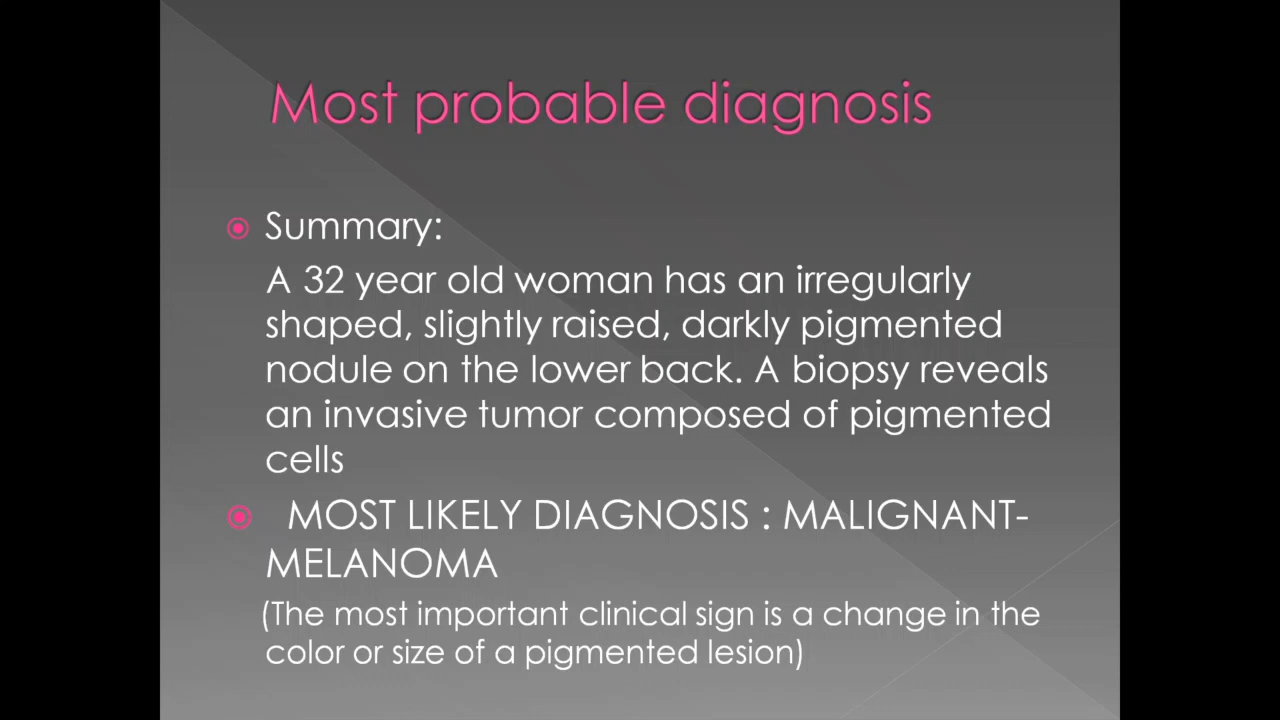 Most probable diagnosis
Summary:
A 32 year old woman has an irregularly
shaped, slightly raised, darkly pigmented
nodule on the lower back. A biopsy reveals
an invasive tumor composed of pigmented
cells
MOST LIKELY DIAGNOSIS : MALIGNANT-
MELANOMA
(The most important clinical sign is a change in the
color or size of a pigmented lesion)